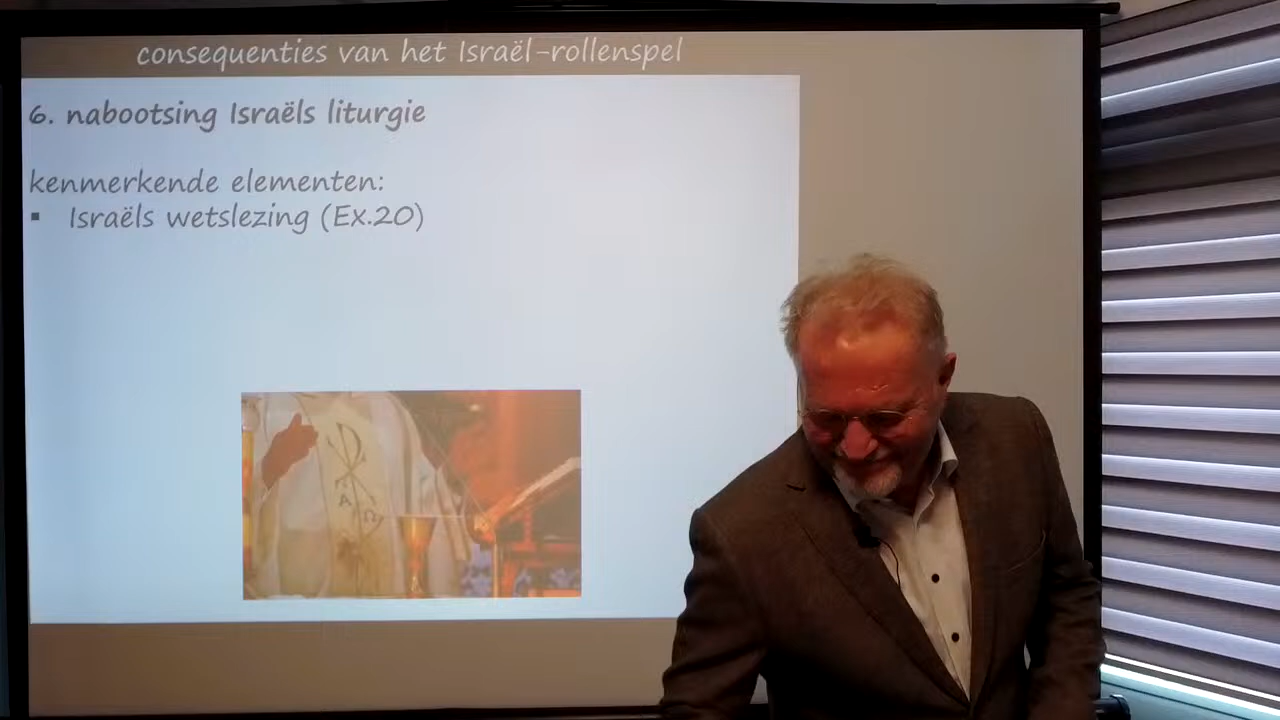 consequenties van het Israël-rollenspel
6. nabootsing Israëls liturgie
kenmerkende elementen:
▪ Israëls wetslezing (Ex.20)